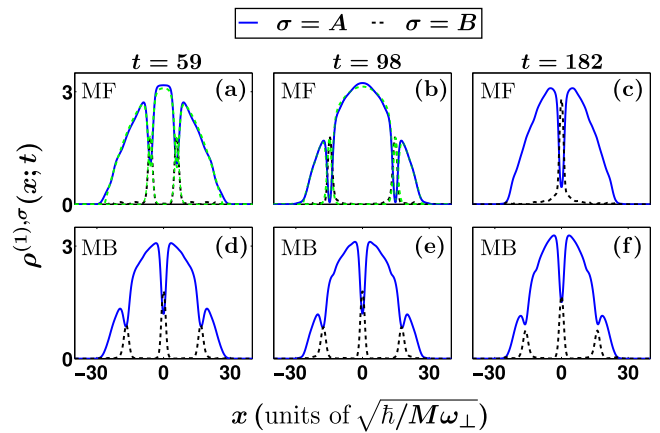 σ = A σ = B
t = 59 t = 98 t = 182
MF (a) MF (b) MF (c)
3
0
MB (d) MB (e) MB (f)
3
0
−30 0 30 −30 0 30 −30 0 30
ρ^{(1),σ}(x; t)
x (units of √ħ/Mω⊥)